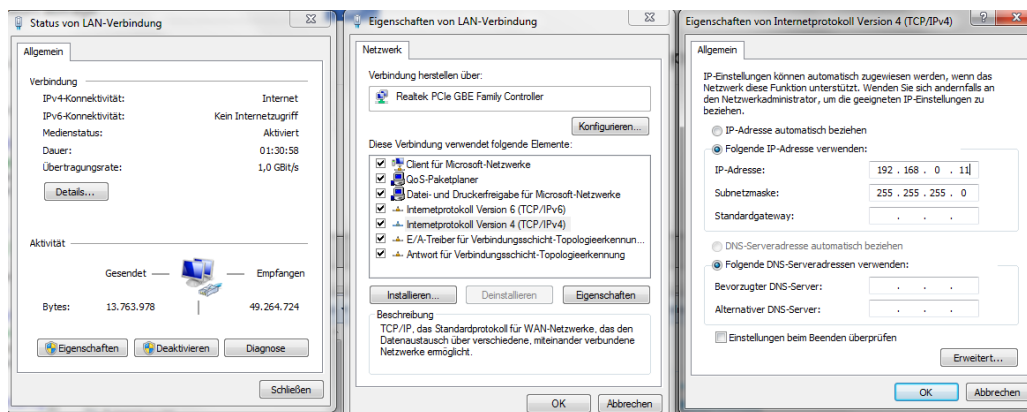 Status von LAN-Verbindung
Allgemein
Verbindung
IPv4-Konnektivität: Internet
IPv6-Konnektivität: Kein Internetzugriff
Medienstatus: Aktiviert
Dauer: 01:30:58
Übertragungsrate: 1,0 GBit/s
Details...
Aktivität
Gesendet — — Empfangen
Bytes: 13.763.978 | 49.264.724
Eigenschaften Deaktivieren Diagnose
Schließen
Eigenschaften von LAN-Verbindung
Netzwerk
Verbindung herstellen über:
Realtek PCIe GBE Family Controller
Konfigurieren...
Diese Verbindung verwendet folgende Elemente:
Client für Microsoft-Netzwerke
QoS-Paketplaner
Datei- und Druckerfreigabe für Microsoft-Netzwerke
Internetprotokoll Version 6 (TCP/IPv6)
Internetprotokoll Version 4 (TCP/IPv4)
E/A-Treiber für Verbindungsschicht-Topologieerkennun...
Antwort für Verbindungsschicht-Topologieerkennung
Installieren... Deinstallieren Eigenschaften
Beschreibung
TCP/IP, das Standardprotokoll für WAN-Netzwerke, das den
Datenaustausch über verschiedene, miteinander verbundene
Netzwerke ermöglicht.
OK Abbrechen
Eigenschaften von Internetprotokoll Version 4 (TCP/IPv4)
Allgemein
IP-Einstellungen können automatisch zugewiesen werden, wenn das
Netzwerk diese Funktion unterstützt. Wenden Sie sich andernfalls an
den Netzwerkadministrator, um die geeigneten IP-Einstellungen zu
beziehen.
IP-Adresse automatisch beziehen
Folgende IP-Adresse verwenden:
IP-Adresse: 192 . 168 . 0 . 11
Subnetzmaske: 255 . 255 . 255 . 0
Standardgateway: . . .
DNS-Serveradresse automatisch beziehen
Folgende DNS-Serveradressen verwenden:
Bevorzugter DNS-Server: . . .
Alternativer DNS-Server: . . .
Einstellungen beim Beenden überprüfen
Erweitert...
OK Abbrechen